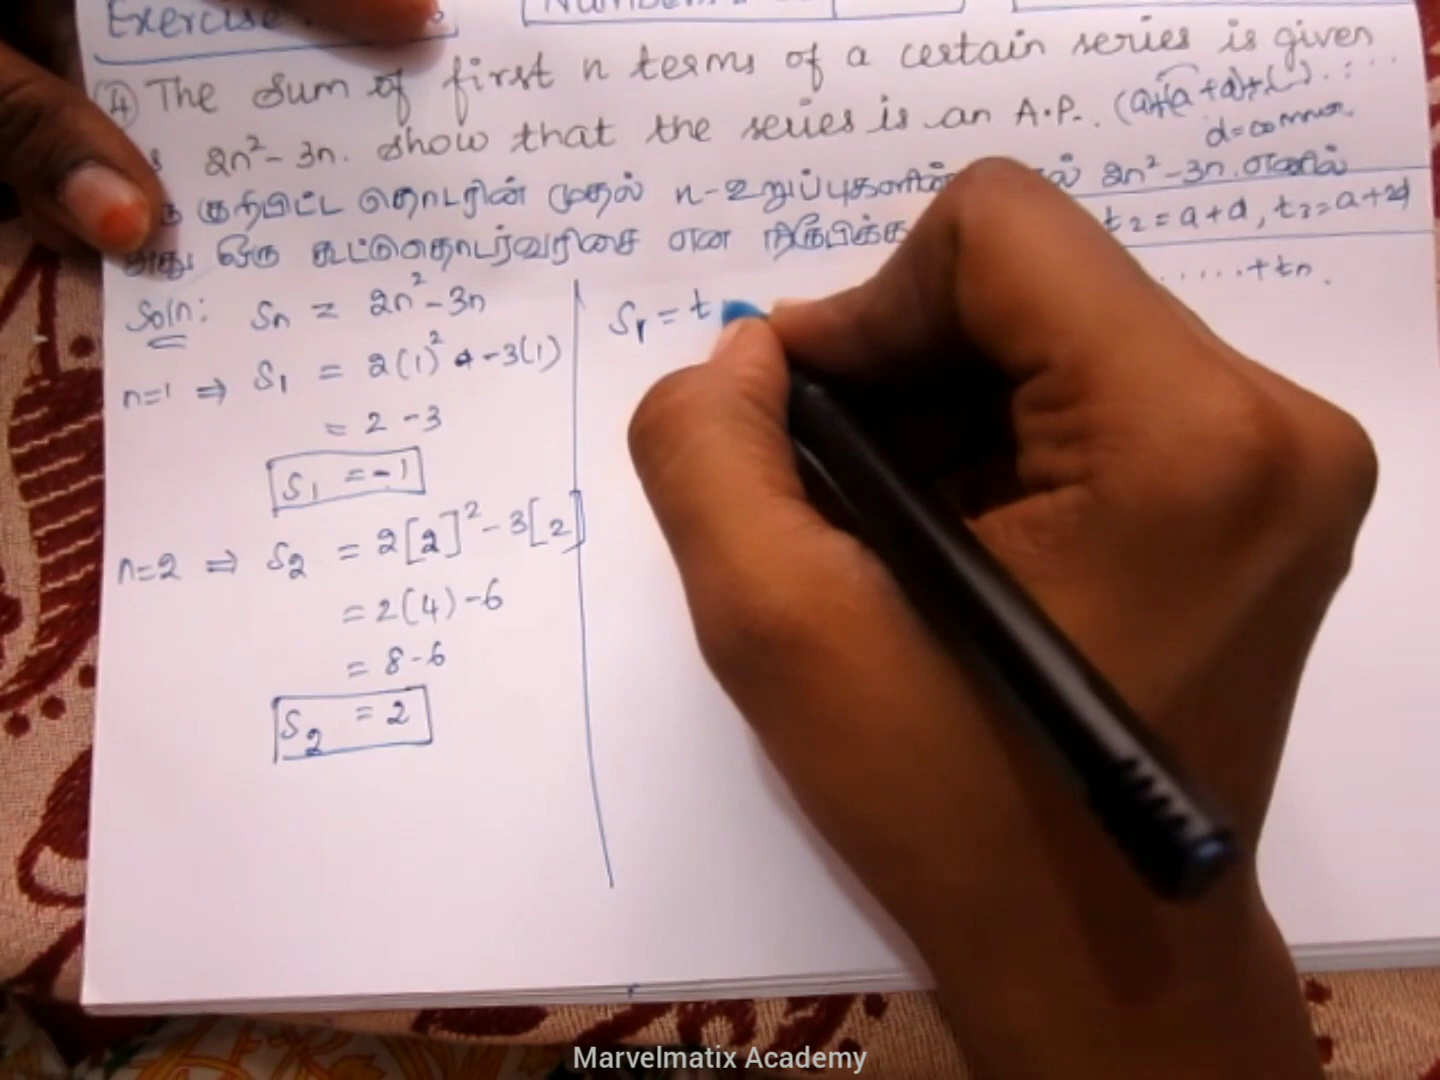 Exercise
4) The Sum of first n terms of a certain series is given
2n² - 3n. Show that the series is an A.P. (a+(a+d)+( )....
d = common.
குறிப்பிட்ட தொடரின் முதல் n-உறுப்புகளின் 2n² - 3n. எனில்
அது ஒரு கூட்டுதொடர்வரிசை என நிரூபிக்க t2 = a+d, t3 = a+2d
.....+tn.
Soln: Sn = 2n² - 3n
S1 = t
n=1 ⇒ S1 = 2(1)² - 3(1)
= 2 - 3
S1 = -1
n=2 ⇒ S2 = 2[2]² - 3[2]
= 2(4) - 6
= 8 - 6
S2 = 2
Marvelmatix Academy